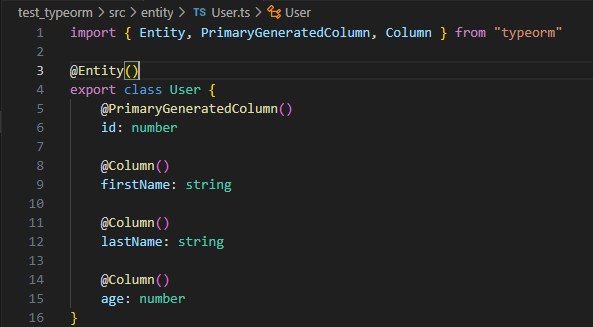 test_typeorm > src > entity > TS User.ts > User
1 import { Entity, PrimaryGeneratedColumn, Column } from "typeorm"
2
3 @Entity()
4 export class User {
5     @PrimaryGeneratedColumn()
6     id: number
7
8     @Column()
9     firstName: string
10
11     @Column()
12     lastName: string
13
14     @Column()
15     age: number
16 }